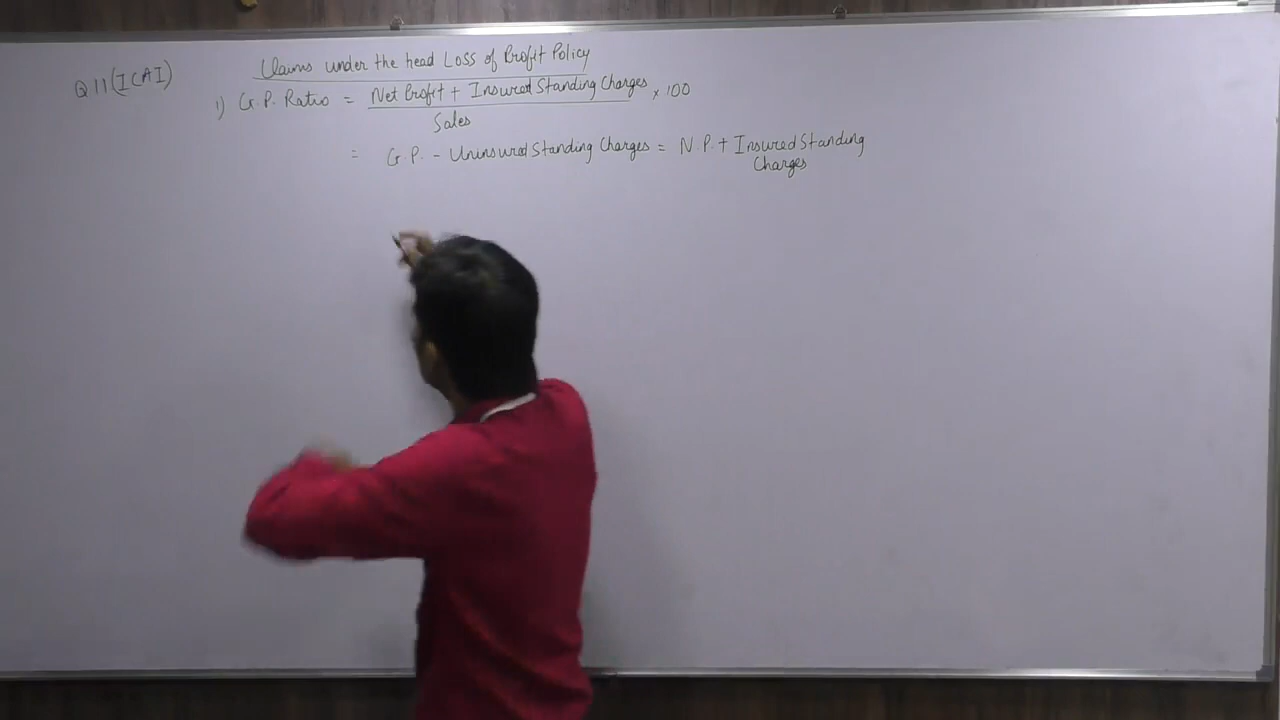 Q 11 (ICAI)
Claims under the head Loss of Profit Policy
1) G.P. Ratio = Net Profit + Insured Standing Charges × 100
Sales
= G.P. - Uninsured Standing Charges = N.P. + Insured Standing
Charges